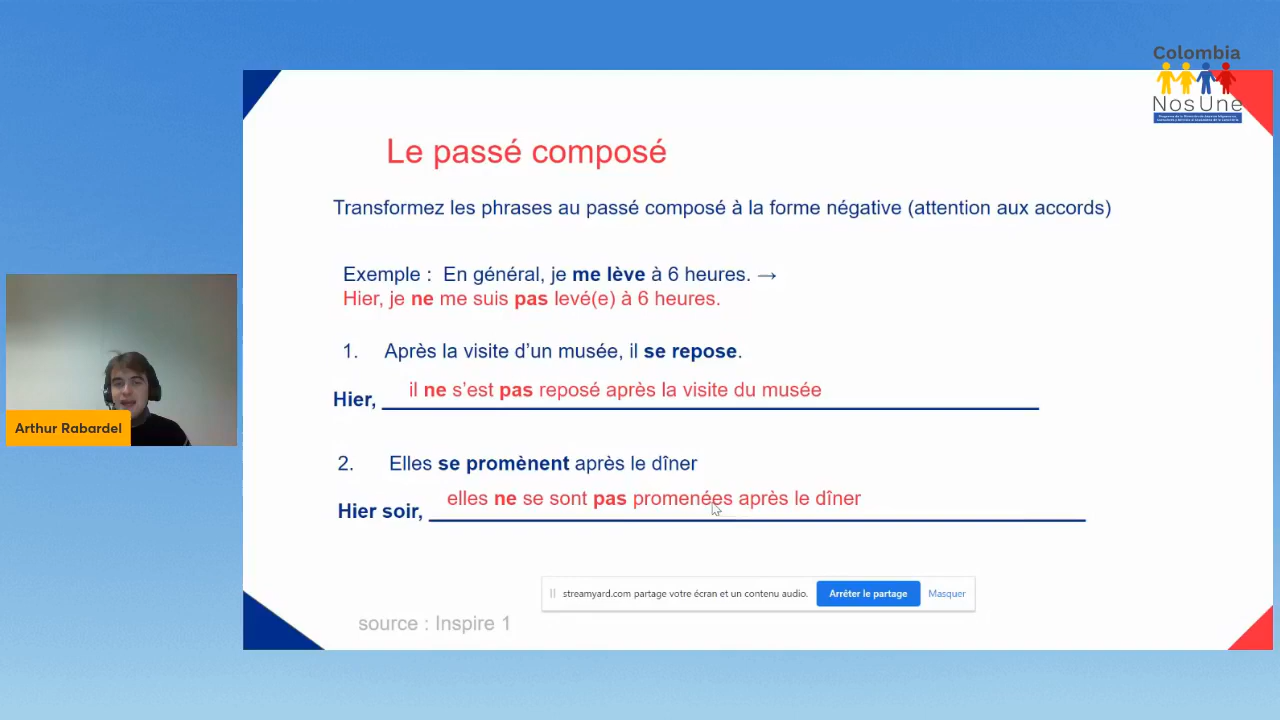 Colombia
NosUne
Le passé composé
Transformez les phrases au passé composé à la forme négative (attention aux accords)
Exemple : En général, je me lève à 6 heures. →
Hier, je ne me suis pas levé(e) à 6 heures.
1. Après la visite d'un musée, il se repose.
il ne s'est pas reposé après la visite du musée
Hier,
Arthur Rabardel
2. Elles se promènent après le dîner
elles ne se sont pas promenées après le dîner
Hier soir,
streamyard.com partage votre écran et un contenu audio. Arrêter le partage Masquer
source : Inspire 1